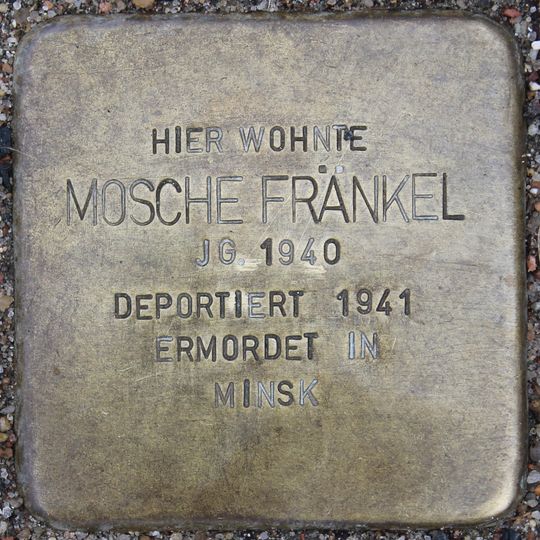 HIER WOHNTE
MOSCHE FRÄNKEL
JG. 1940
DEPORTIERT 1941
ERMORDET IN
MINSK